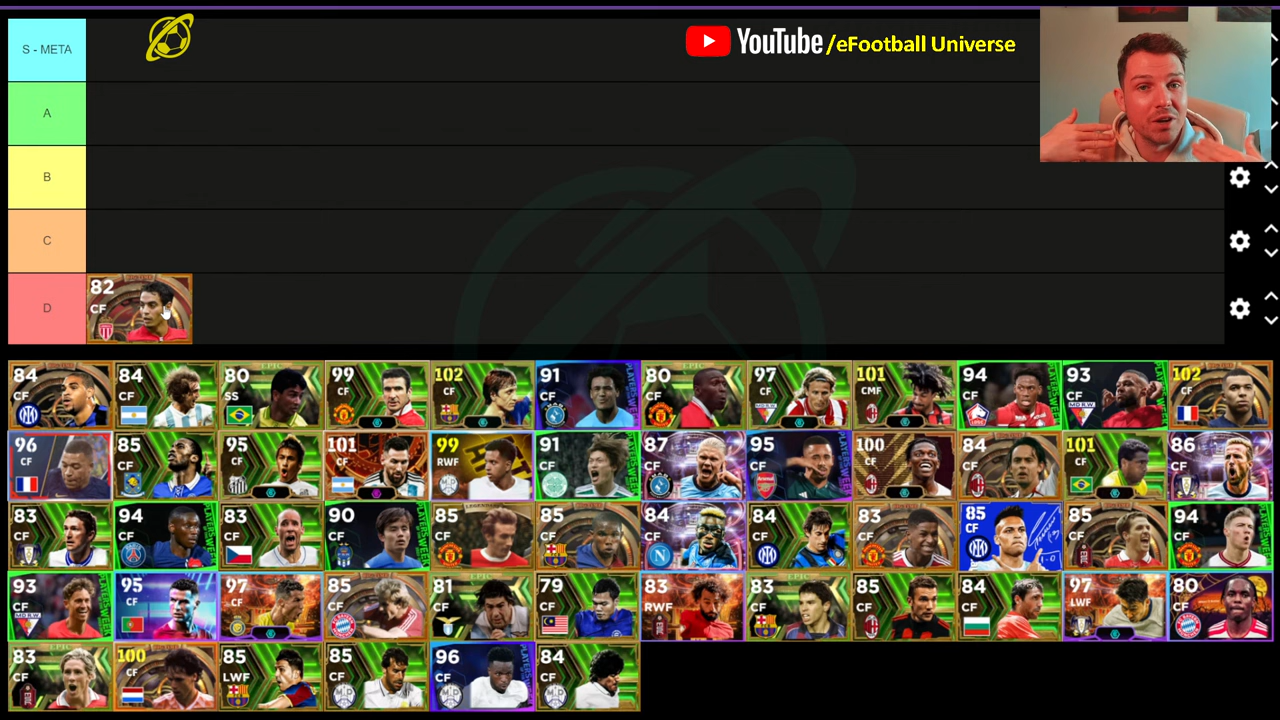 S - META
YouTube /eFootball Universe
A
B
C
D
82
CF
84 CF
84 CF
80 SS
99 CF
102 CF
91 CF
80 CF
97 CF
101 CMF
94 CF
93 CF
102 CF
96 CF
85 CF
95 CF
101 CF
99 RWF
91 CF
87 CF
95 CF
100 CF
84 CF
101 CF
86 CF
83 CF
94 CF
83 CF
90 CF
85 CF
85 CF
84 CF
84 CF
83 CF
85 CF
85 CF
94 CF
93 CF
95 CF
97 CF
85 CF
81 CF
79 CF
83 RWF
83 CF
85 CF
84 CF
97 LWF
80 CF
83 CF
100 CF
85 LWF
85 CF
96 CF
84 CF